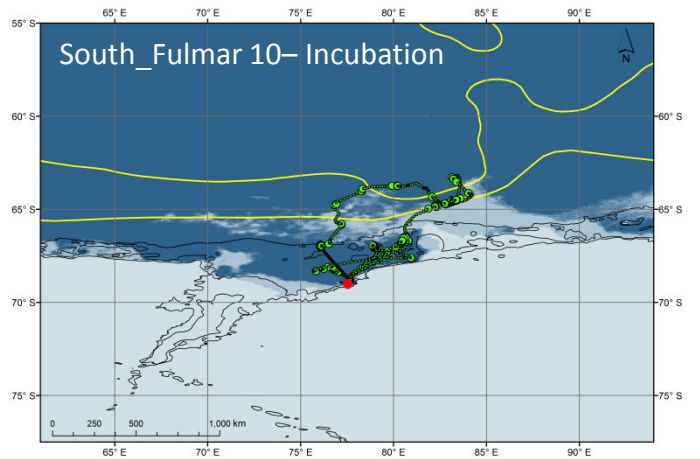 65° E 70° E 75° E 80° E 85° E 90° E
55° S
South_Fulmar 10– Incubation
N
60° S 60° S
65° S 65° S
70° S 70° S
75° S 75° S
0 250 500 1,000 km
65° E 70° E 75° E 80° E 85° E 90° E